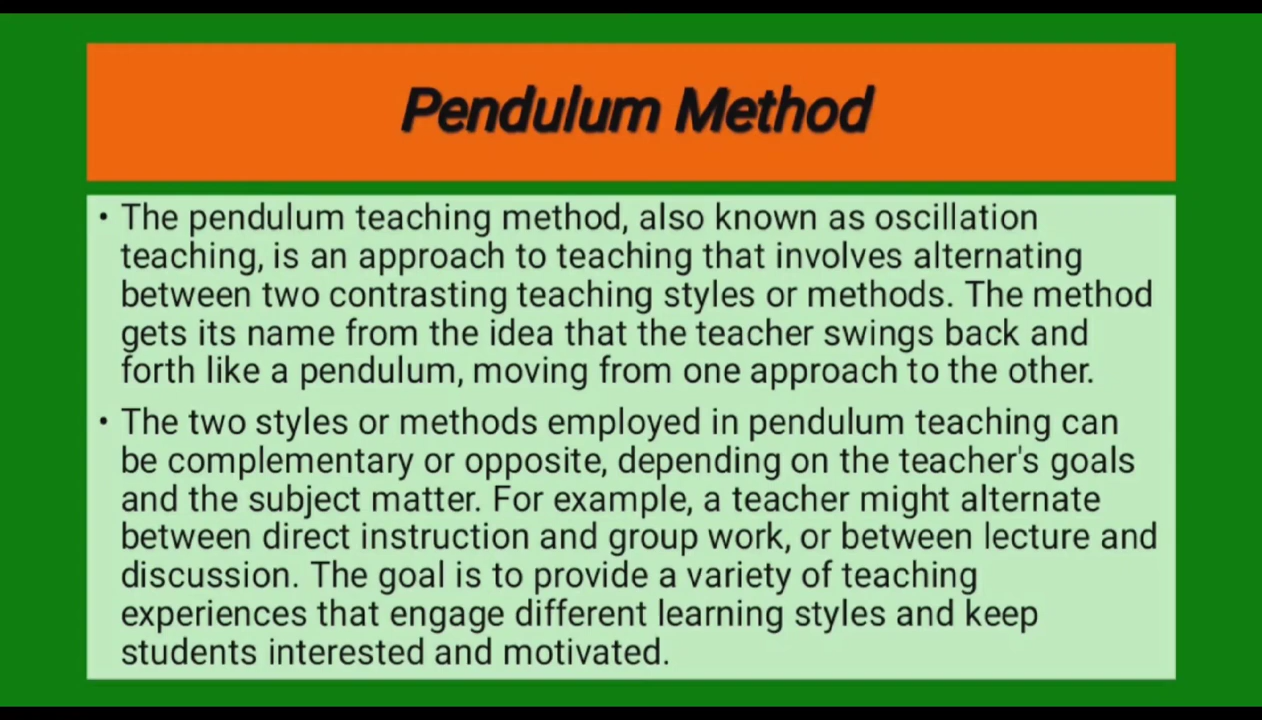 Pendulum Method
• The pendulum teaching method, also known as oscillation
teaching, is an approach to teaching that involves alternating
between two contrasting teaching styles or methods. The method
gets its name from the idea that the teacher swings back and
forth like a pendulum, moving from one approach to the other.
• The two styles or methods employed in pendulum teaching can
be complementary or opposite, depending on the teacher's goals
and the subject matter. For example, a teacher might alternate
between direct instruction and group work, or between lecture and
discussion. The goal is to provide a variety of teaching
experiences that engage different learning styles and keep
students interested and motivated.